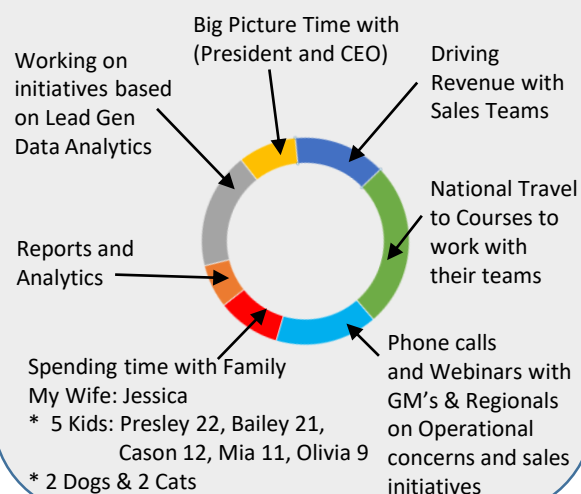 Big Picture Time with
(President and CEO)
Driving
Revenue with
Sales Teams
Working on
initiatives based
on Lead Gen
Data Analytics
National Travel
to Courses to
work with
their teams
Reports and
Analytics
Phone calls
and Webinars with
GM's & Regionals
on Operational
concerns and sales
initiatives
Spending time with Family
My Wife: Jessica
* 5 Kids: Presley 22, Bailey 21,
Cason 12, Mia 11, Olivia 9
* 2 Dogs & 2 Cats